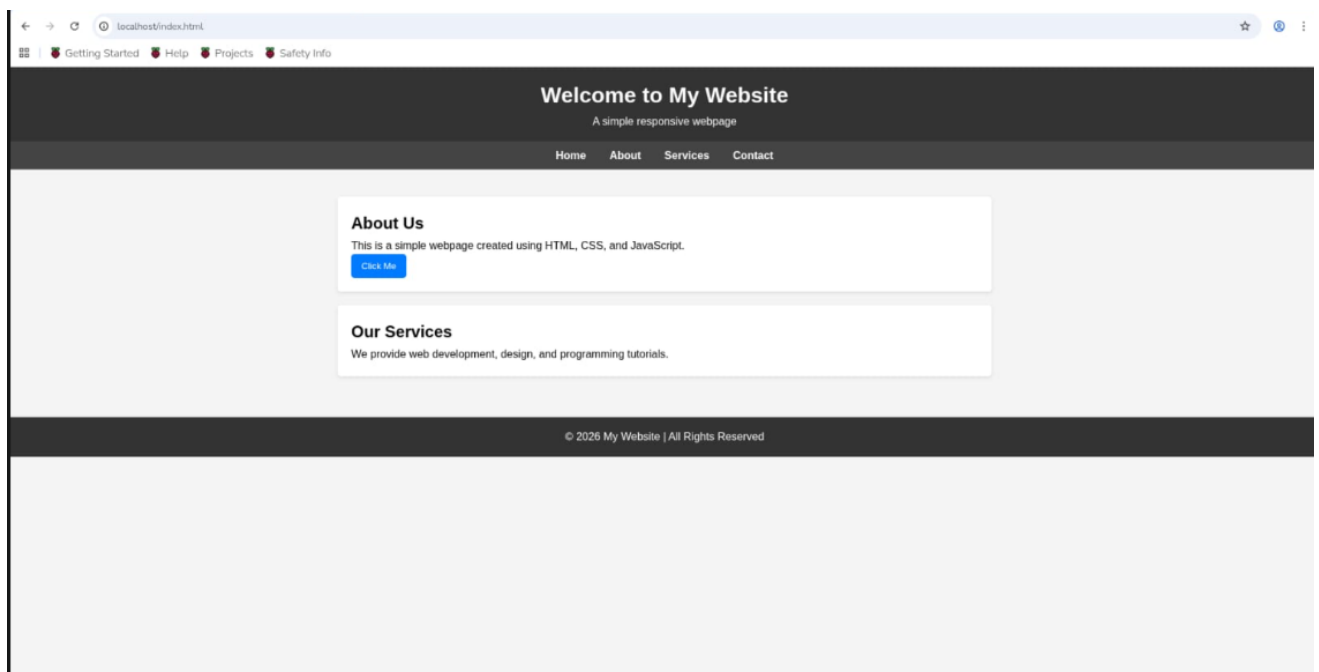 localhost/index.html
Getting Started Help Projects Safety Info
Welcome to My Website
A simple responsive webpage
Home About Services Contact
About Us
This is a simple webpage created using HTML, CSS, and JavaScript.
Click Me
Our Services
We provide web development, design, and programming tutorials.
© 2026 My Website | All Rights Reserved